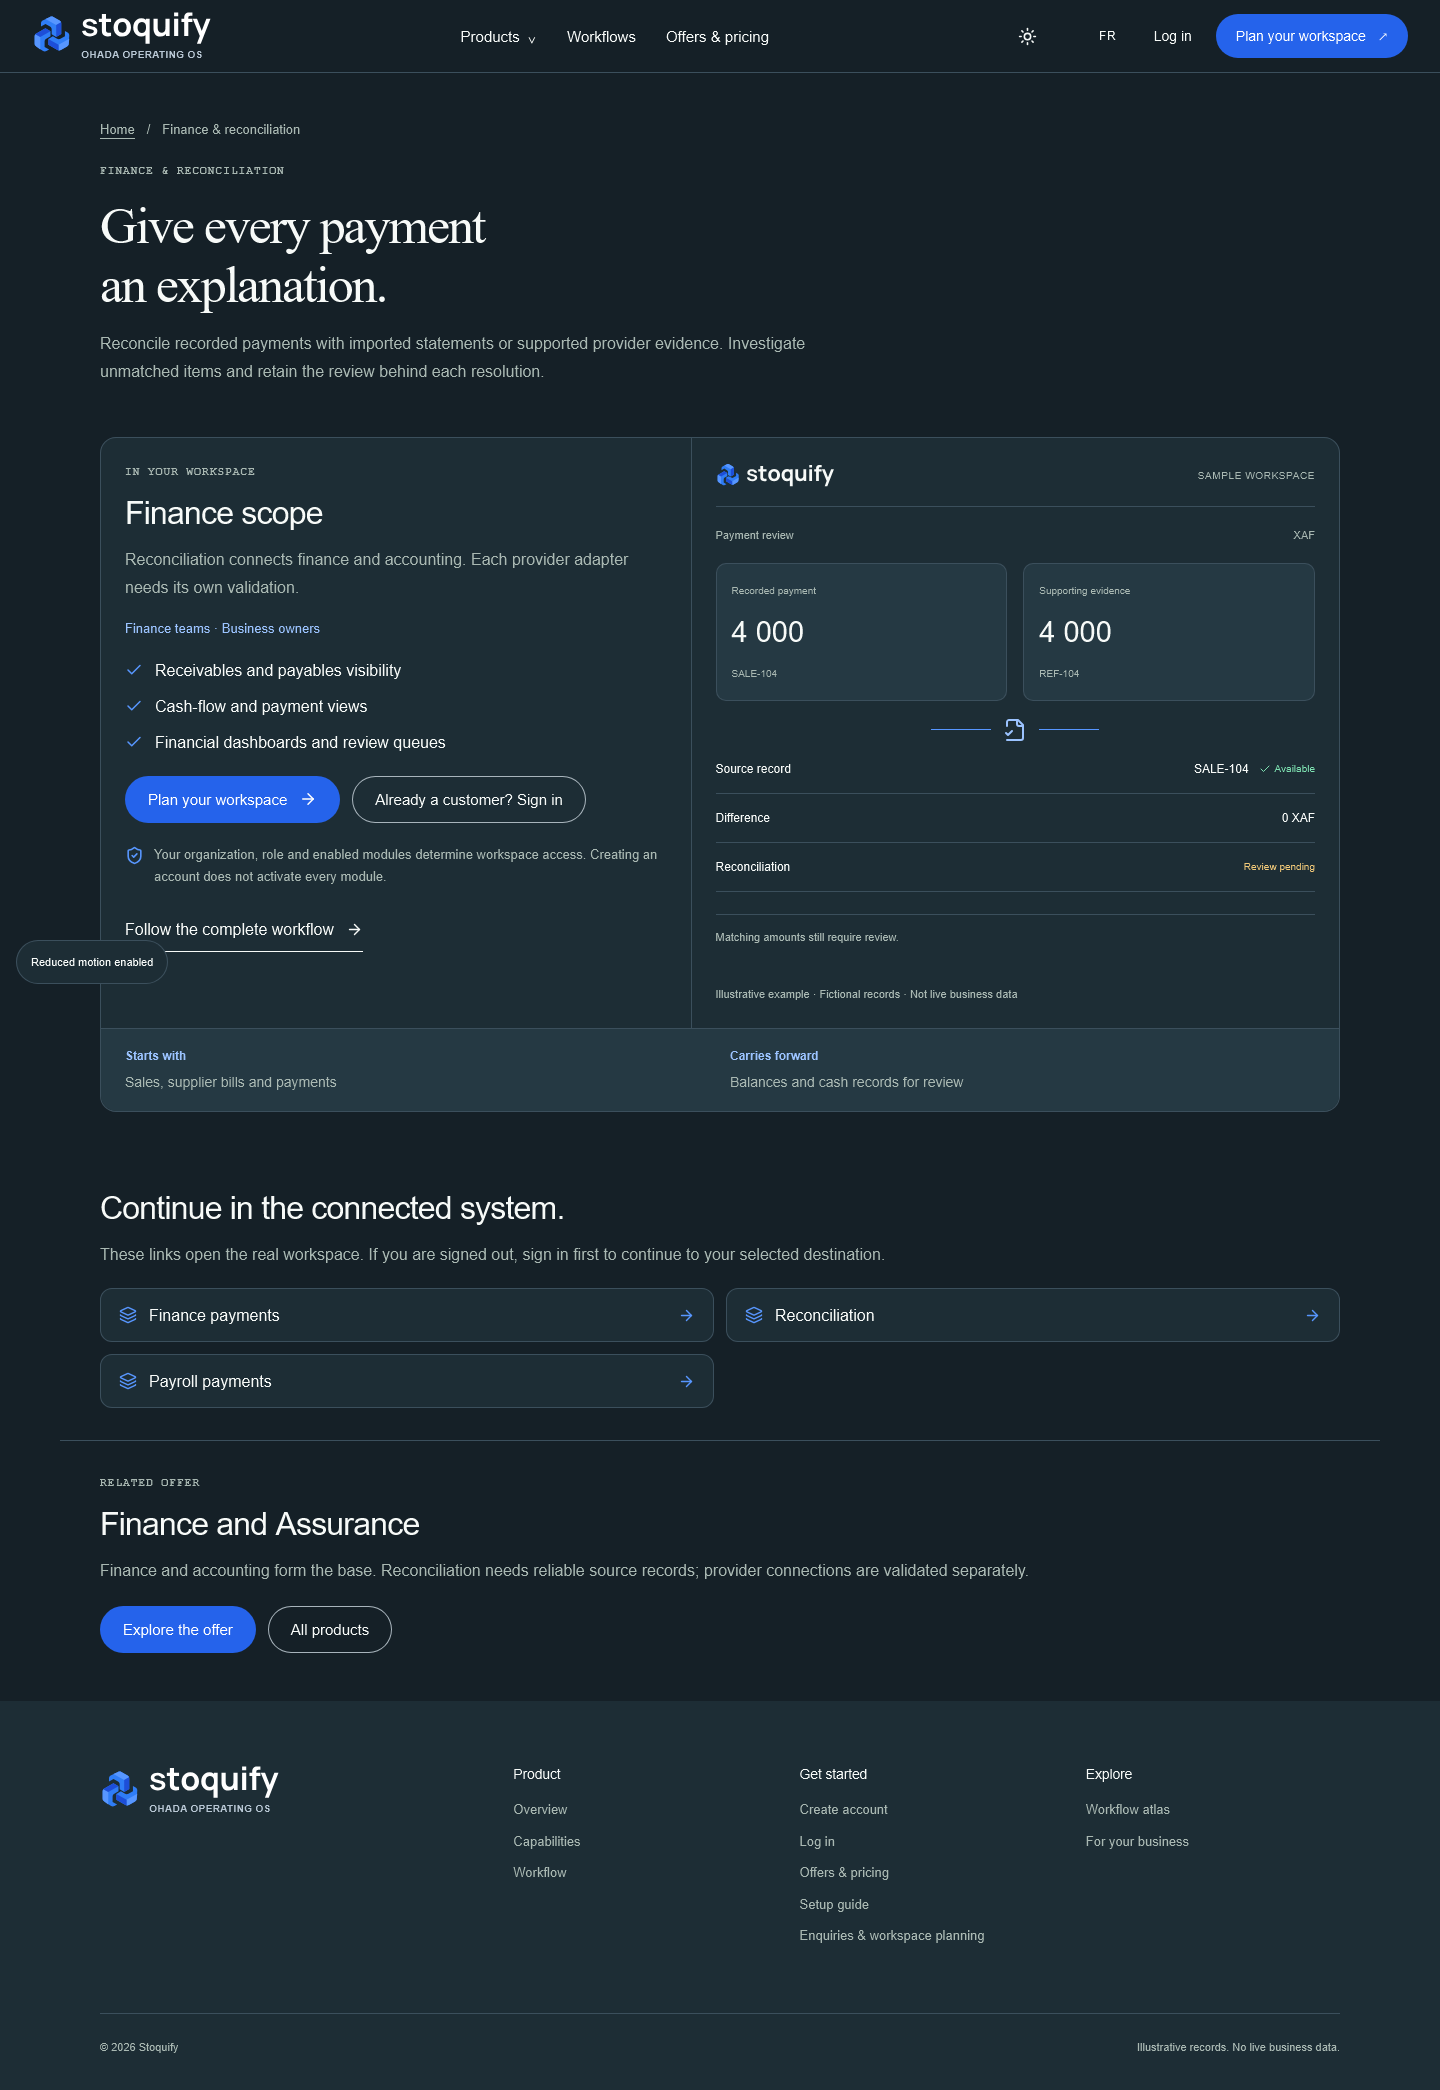 stoquify
OHADA OPERATING OS
Products
Workflows
Offers & pricing
FR
Log in
Plan your workspace ↗
Home / Finance & reconciliation
FINANCE & RECONCILIATION
Give every payment
an explanation.
Reconcile recorded payments with imported statements or supported provider evidence. Investigate
unmatched items and retain the review behind each resolution.
IN YOUR WORKSPACE
Finance scope
Reconciliation connects finance and accounting. Each provider adapter
needs its own validation.
Finance teams · Business owners
Receivables and payables visibility
Cash-flow and payment views
Financial dashboards and review queues
Plan your workspace
Already a customer? Sign in
Your organization, role and enabled modules determine workspace access. Creating an
account does not activate every module.
Follow the complete workflow
Reduced motion enabled
stoquify
SAMPLE WORKSPACE
Payment review
XAF
Recorded payment
4 000
SALE-104
Supporting evidence
4 000
REF-104
Source record
SALE-104
Available
Difference
0 XAF
Reconciliation
Review pending
Matching amounts still require review.
Illustrative example · Fictional records · Not live business data
Starts with
Sales, supplier bills and payments
Carries forward
Balances and cash records for review
Continue in the connected system.
These links open the real workspace. If you are signed out, sign in first to continue to your selected destination.
Finance payments
Reconciliation
Payroll payments
RELATED OFFER
Finance and Assurance
Finance and accounting form the base. Reconciliation needs reliable source records; provider connections are validated separately.
Explore the offer
All products
stoquify
OHADA OPERATING OS
Product
Overview
Capabilities
Workflow
Get started
Create account
Log in
Offers & pricing
Setup guide
Enquiries & workspace planning
Explore
Workflow atlas
For your business
© 2026 Stoquify
Illustrative records. No live business data.